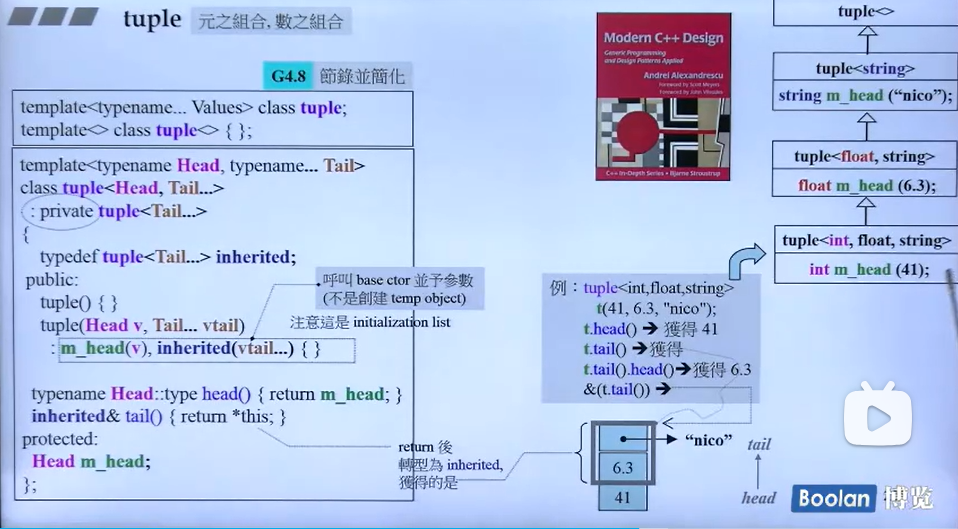 tuple 元之組合, 數之組合
G4.8 節錄並簡化
template<typename... Values> class tuple;
template<> class tuple<> { };
template<typename Head, typename... Tail>
class tuple<Head, Tail...>
: private tuple<Tail...>
{
typedef tuple<Tail...> inherited;
public:
tuple() { }
tuple(Head v, Tail... vtail)
: m_head(v), inherited(vtail...) { }
typename Head::type head() { return m_head; }
inherited& tail() { return *this; }
protected:
Head m_head;
};
呼叫 base ctor 並予參數
(不是創建 temp object)
注意這是 initialization list
return 後
轉型為 inherited,
獲得的是
Modern C++ Design
Generic Programming
and Design Patterns Applied
Andrei Alexandrescu
Foreword by Scott Meyers
Foreword by John Vlissides
C++ In-Depth Series • Bjarne Stroustrup
例：tuple<int,float,string>
t(41, 6.3, "nico");
t.head() ➔ 獲得 41
t.tail() ➔獲得
t.tail().head()➔獲得 6.3
&(t.tail()) ➔
"nico"
6.3
41
tail
head
tuple<>
tuple<string>
string m_head (“nico”);
tuple<float, string>
float m_head (6.3);
tuple<int, float, string>
int m_head (41);
Boolan 博览